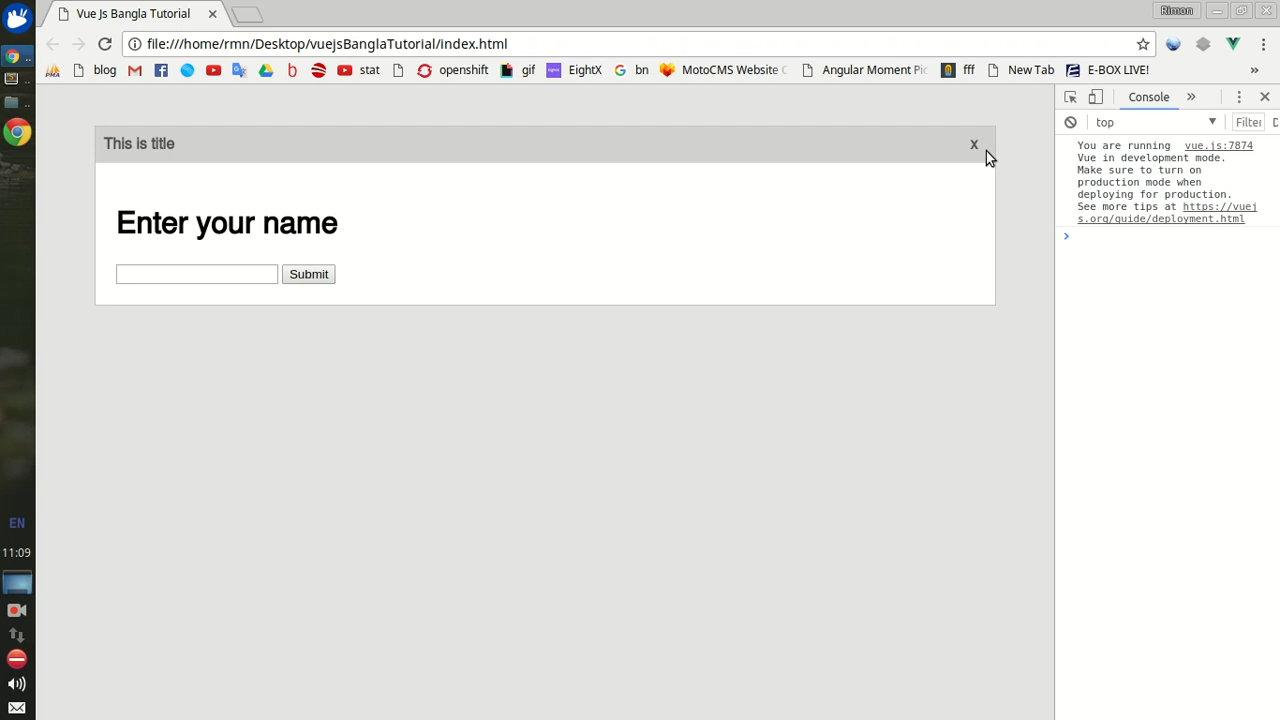 Vue Js Bangla Tutorial
Rimon
file:///home/rmn/Desktop/vuejsBanglaTutorial/index.html
blog stat openshift gif EightX bn MotoCMS Website Angular Moment Pic fff New Tab E-BOX LIVE! »
Console »
top Filter
This is title x
Enter your name
Submit
You are running vue.js:7874
Vue in development mode.
Make sure to turn on
production mode when
deploying for production.
See more tips at https://vuej
s.org/guide/deployment.html
EN
11:09